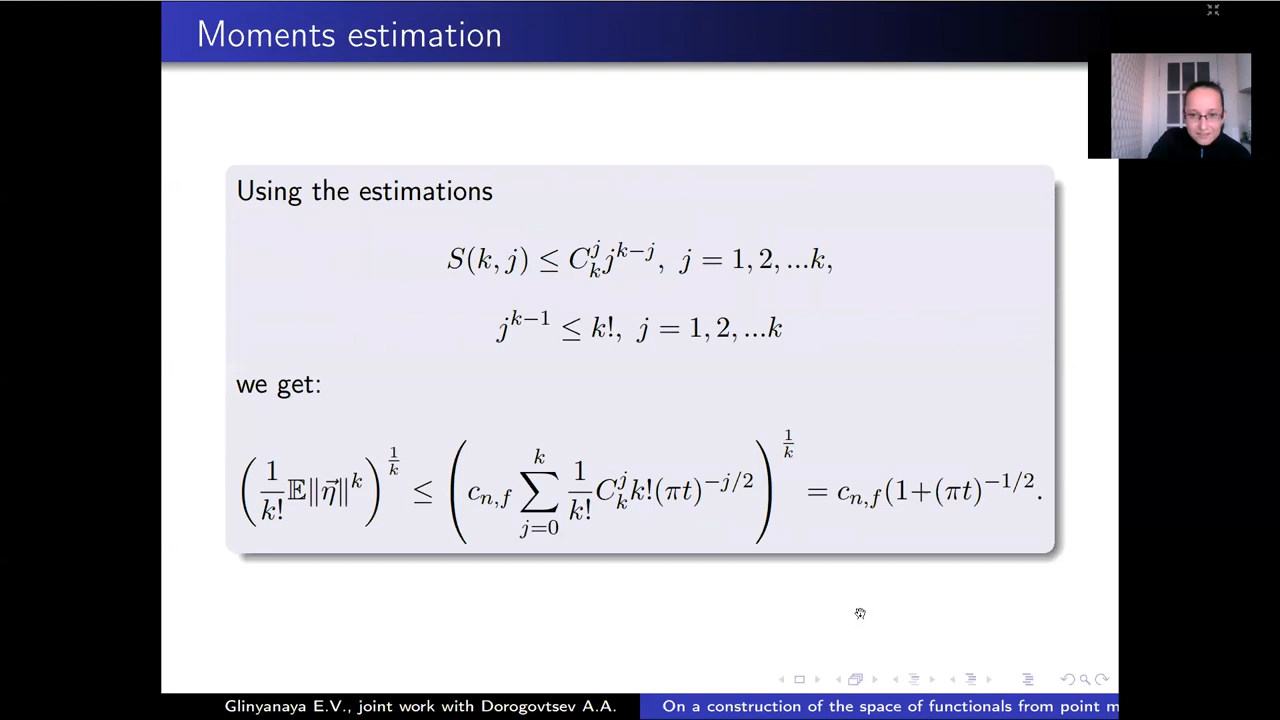 Moments estimation
Using the estimations
S(k, j) ≤ C_k^j j^{k−j}, j = 1, 2, ...k,
j^{k−1} ≤ k!, j = 1, 2, ...k
we get:
(1/k! 𝔼‖η⃗‖^k)^{1/k} ≤ (c_{n,f} ∑_{j=0}^{k} 1/k! C_k^j k!(πt)^{−j/2})^{1/k} = c_{n,f}(1+(πt)^{−1/2}.
Glinyanaya E.V., joint work with Dorogovtsev A.A.
On a construction of the space of functionals from point m